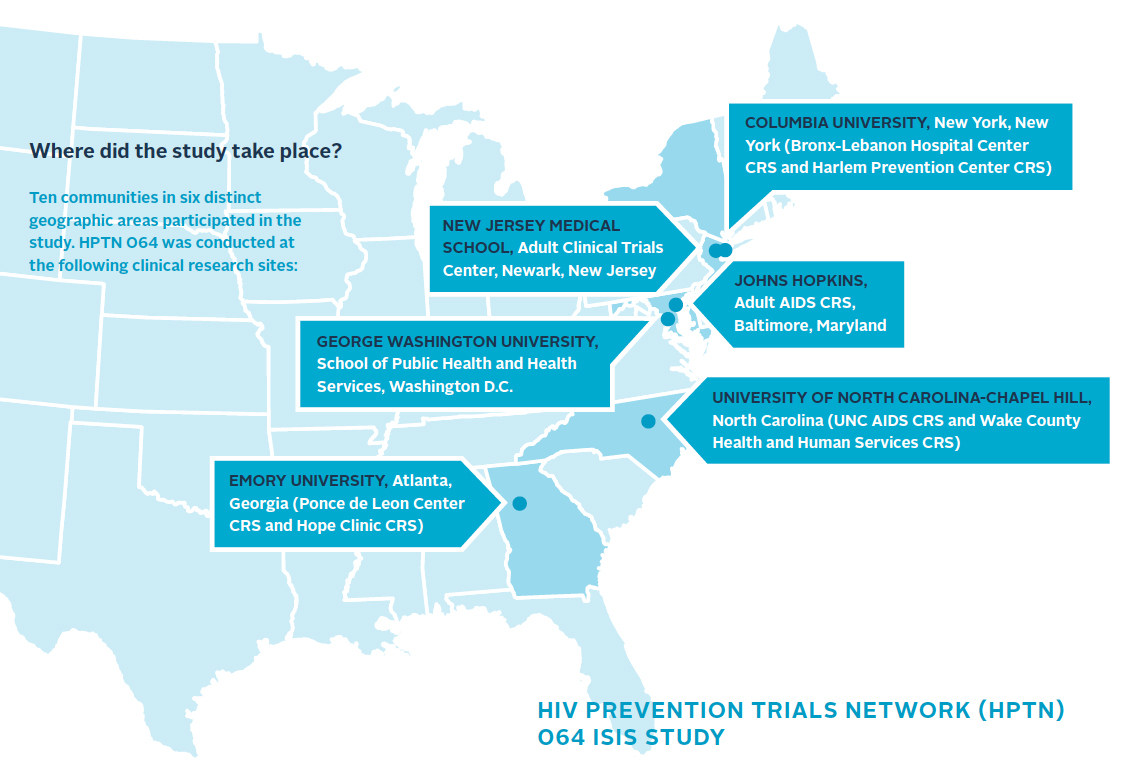 Where did the study take place?
Ten communities in six distinct
geographic areas participated in the
study. HPTN 064 was conducted at
the following clinical research sites:
COLUMBIA UNIVERSITY, New York, New
York (Bronx-Lebanon Hospital Center
CRS and Harlem Prevention Center CRS)
NEW JERSEY MEDICAL
SCHOOL, Adult Clinical Trials
Center, Newark, New Jersey
JOHNS HOPKINS,
Adult AIDS CRS,
Baltimore, Maryland
GEORGE WASHINGTON UNIVERSITY,
School of Public Health and Health
Services, Washington D.C.
UNIVERSITY OF NORTH CAROLINA-CHAPEL HILL,
North Carolina (UNC AIDS CRS and Wake County
Health and Human Services CRS)
EMORY UNIVERSITY, Atlanta,
Georgia (Ponce de Leon Center
CRS and Hope Clinic CRS)
HIV PREVENTION TRIALS NETWORK (HPTN)
064 ISIS STUDY